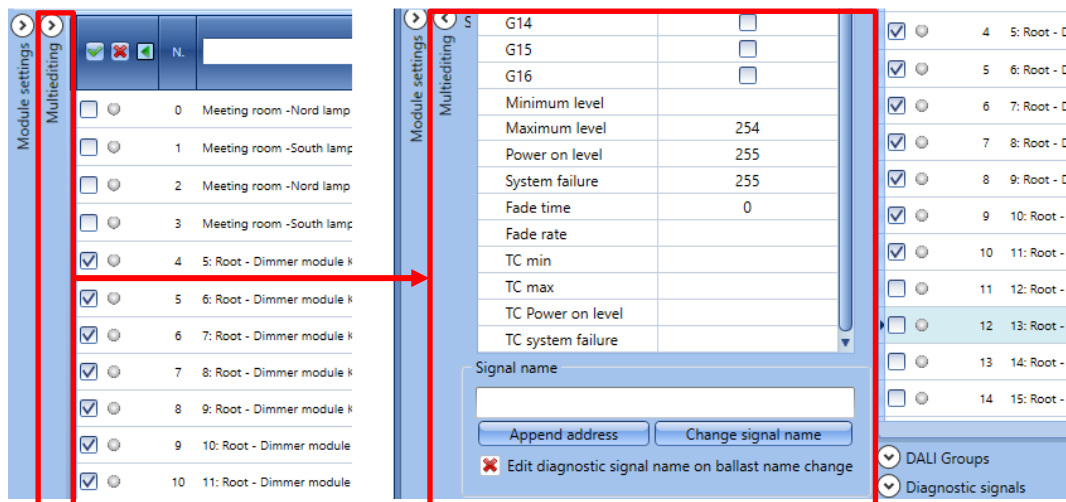 Module settings
Multiediting
N.
0 Meeting room -Nord lamp
1 Meeting room -South lamp
2 Meeting room -Nord lamp
3 Meeting room -South lamp
4 5: Root - Dimmer module K
5 6: Root - Dimmer module K
6 7: Root - Dimmer module K
7 8: Root - Dimmer module K
8 9: Root - Dimmer module K
9 10: Root - Dimmer module
10 11: Root - Dimmer module
Module settings
Multiediting
S
G14
G15
G16
Minimum level
Maximum level 254
Power on level 255
System failure 255
Fade time 0
Fade rate
TC min
TC max
TC Power on level
TC system failure
Signal name
Append address Change signal name
Edit diagnostic signal name on ballast name change
4 5: Root - D
5 6: Root - D
6 7: Root - D
7 8: Root - D
8 9: Root - D
9 10: Root -
10 11: Root -
11 12: Root -
12 13: Root -
13 14: Root -
14 15: Root -
DALI Groups
Diagnostic signals